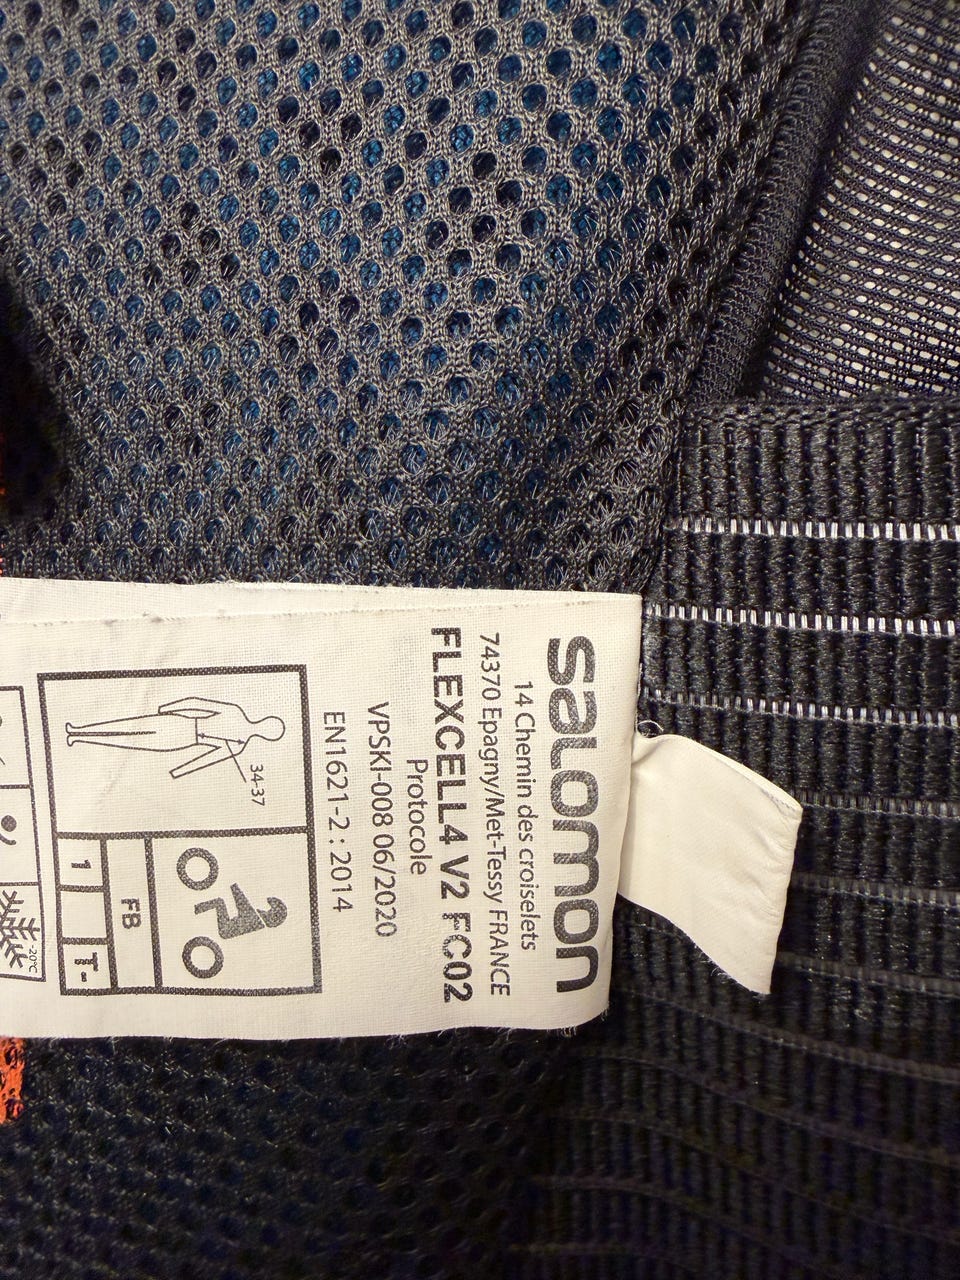 salomon
14 Chemin des croiselets
74370 Epagny/Met-Tessy FRANCE
FLEXCELL4 V2 FC02
Protocole
VPSKI-008 06/2020
EN1621-2 : 2014
34-37
FB
1
T-
-20°C